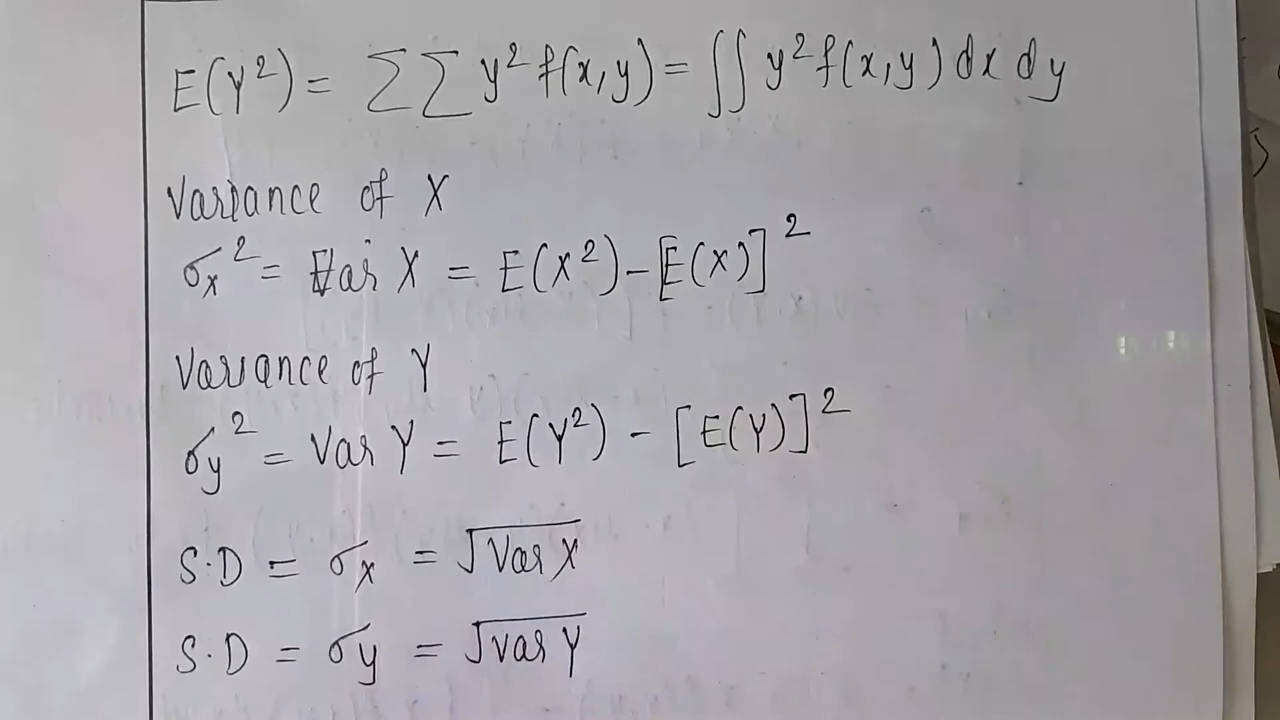 E(Y²) = ∑∑ y² f(x,y) = ∫∫ y² f(x,y) dx dy
Variance of X
σx² = Var X = E(X²) – [E(X)]²
Variance of Y
σy² = Var Y = E(Y²) – [E(Y)]²
S.D = σx = √Var X
S.D = σy = √var Y